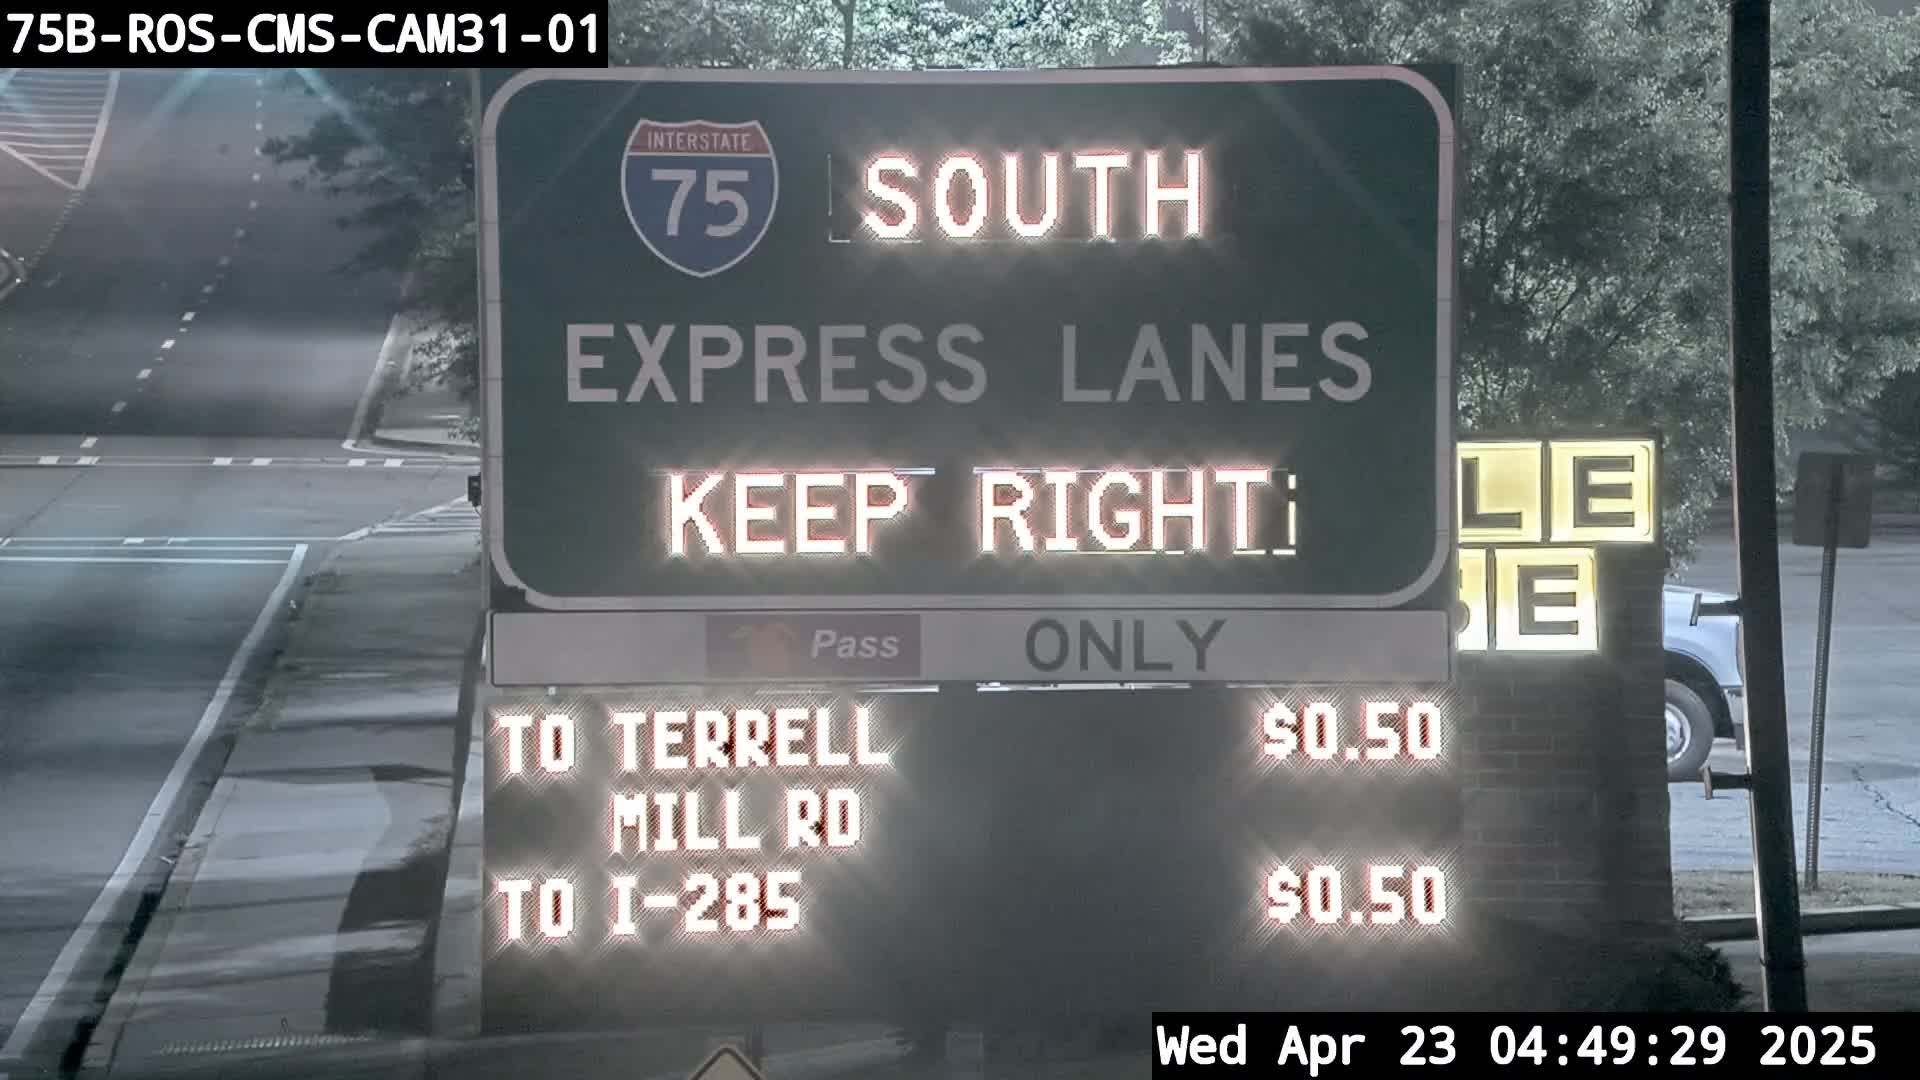 75B-ROS-CMS-CAM31-01
INTERSTATE
75
SOUTH
EXPRESS LANES
KEEP RIGHT
Pass ONLY
LE
E
TO TERRELL $0.50
MILL RD
TO I-285 $0.50
Wed Apr 23 04:49:29 2025